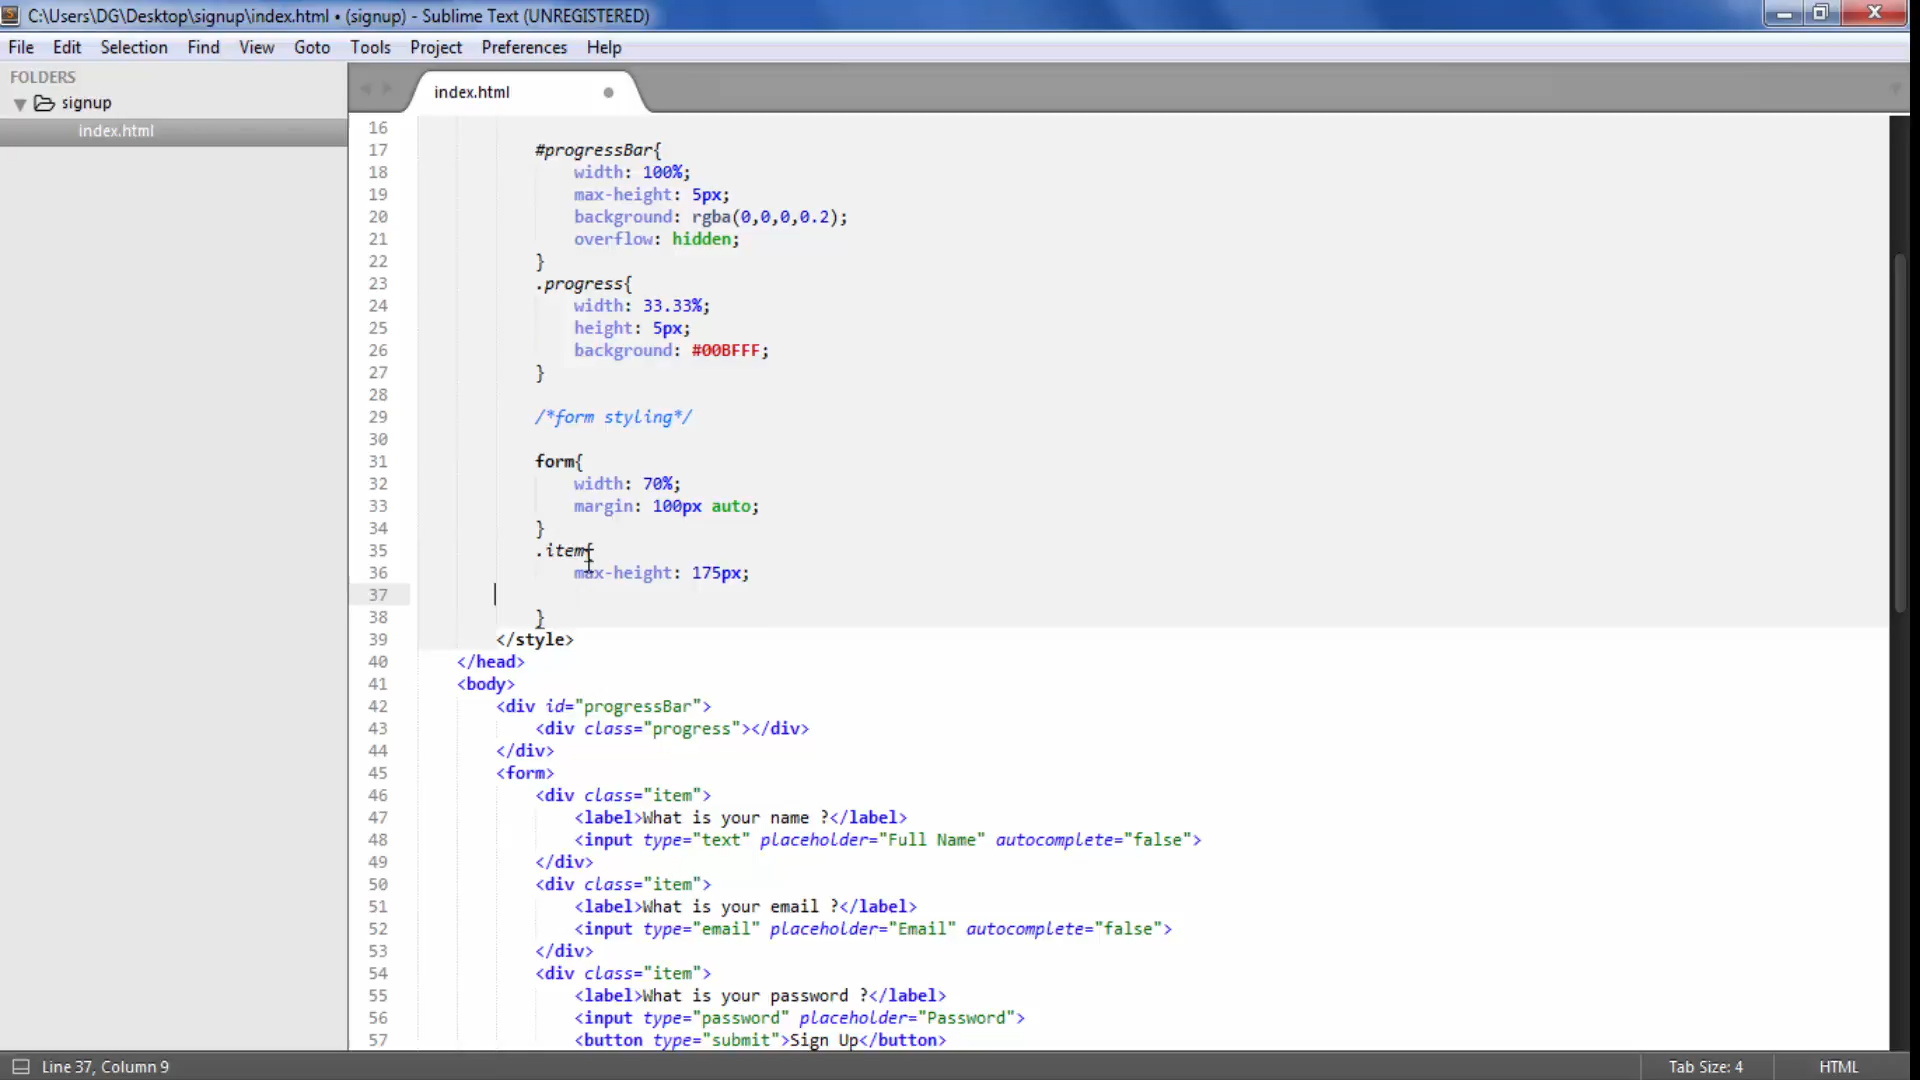 C:\Users\DG\Desktop\signup\index.html • (signup) - Sublime Text (UNREGISTERED)
File Edit Selection Find View Goto Tools Project Preferences Help
FOLDERS
signup
index.html
index.html
16
17 #progressBar{
18 width: 100%;
19 max-height: 5px;
20 background: rgba(0,0,0,0.2);
21 overflow: hidden;
22 }
23 .progress{
24 width: 33.33%;
25 height: 5px;
26 background: #00BFFF;
27 }
28
29 /*form styling*/
30
31 form{
32 width: 70%;
33 margin: 100px auto;
34 }
35 .item{
36 max-height: 175px;
37
38 }
39 </style>
40 </head>
41 <body>
42 <div id="progressBar">
43 <div class="progress"></div>
44 </div>
45 <form>
46 <div class="item">
47 <label>What is your name ?</label>
48 <input type="text" placeholder="Full Name" autocomplete="false">
49 </div>
50 <div class="item">
51 <label>What is your email ?</label>
52 <input type="email" placeholder="Email" autocomplete="false">
53 </div>
54 <div class="item">
55 <label>What is your password ?</label>
56 <input type="password" placeholder="Password">
57 <button type="submit">Sign Up</button>
Line 37, Column 9 Tab Size: 4 HTML